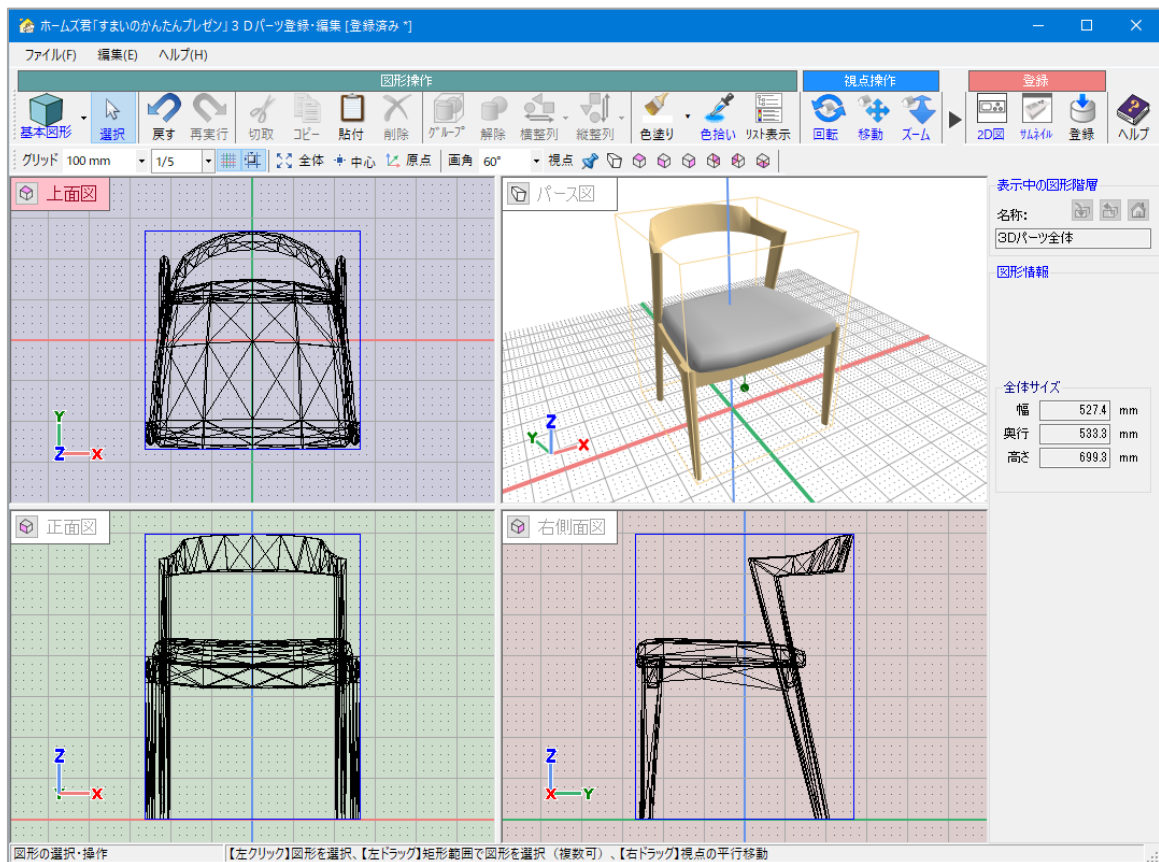 ホームズ君「すまいのかんたんプレゼン」３Ｄパーツ登録・編集 [登録済み *]
ファイル(F) 編集(E) ヘルプ(H)
図形操作 視点操作 登録
基本図形 選択 戻す 再実行 切取 コピー 貼付 削除 グループ 解除 横整列 縦整列 色塗り 色拾い リスト表示 回転 移動 ズーム 2D図 サムネイル 登録 ヘルプ
グリッド 100 mm 1/5 全体 中心 原点 画角 60° 視点
上面図
Y
Z X
パース図
Z
Y X
正面図
Z
Y X
右側面図
Z
X Y
表示中の図形階層
名称:
3Dパーツ全体
図形情報
全体サイズ
幅 527.4 mm
奥行 533.3 mm
高さ 699.3 mm
図形の選択・操作 【左クリック】図形を選択、【左ドラッグ】矩形範囲で図形を選択（複数可）、【右ドラッグ】視点の平行移動